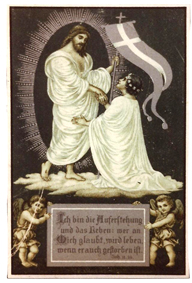 Ich bin die Auferstehung
und das Leben: wer an
Mich glaubt, wird leben,
wenn er auch gestorben ist.